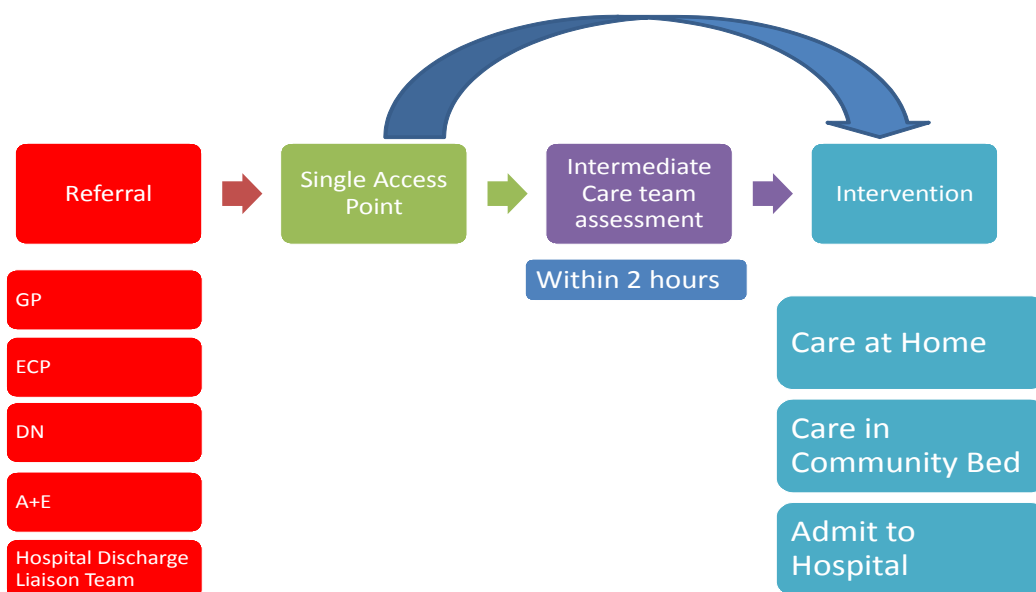 Referral
Single Access
Point
Intermediate
Care team
assessment
Intervention
Within 2 hours
GP
ECP
DN
A+E
Hospital Discharge
Liaison Team
Care at Home
Care in
Community Bed
Admit to
Hospital